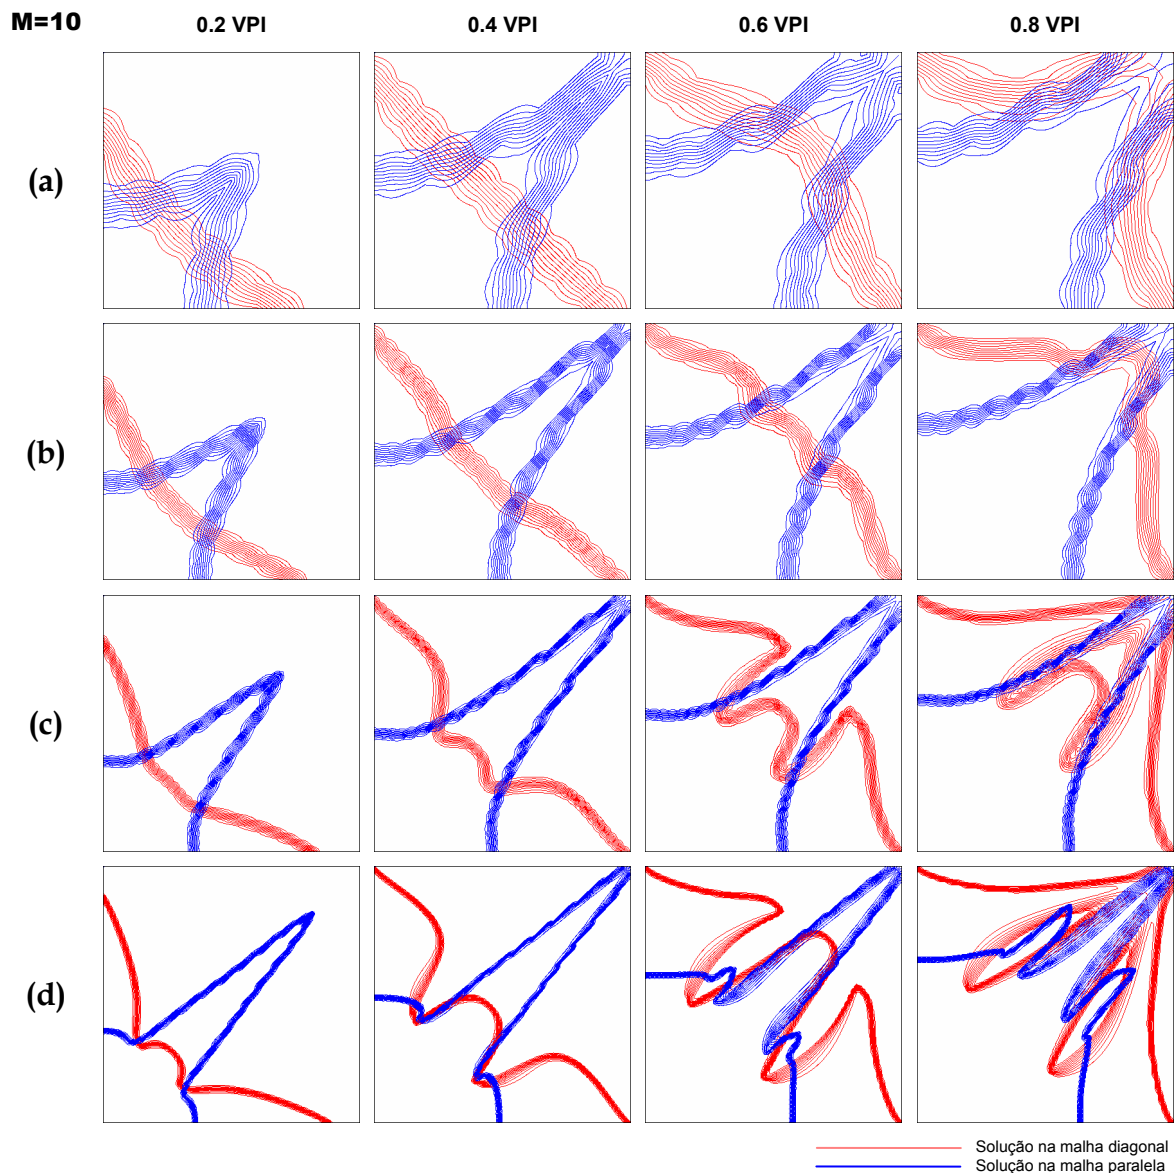 M=10 0.2 VPI 0.4 VPI 0.6 VPI 0.8 VPI
(a)
(b)
(c)
(d)
Solução na malha diagonal
Solução na malha paralela